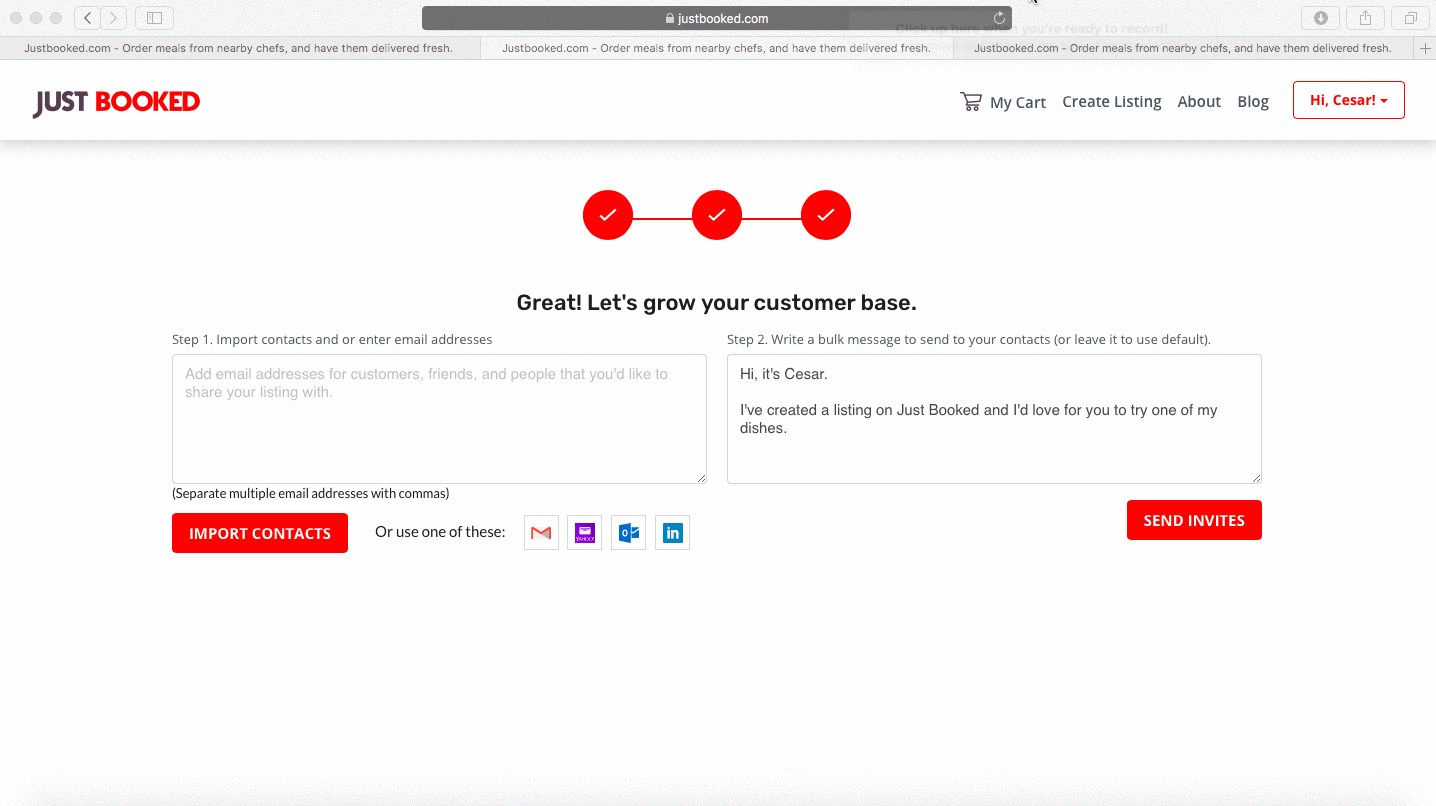 justbooked.com
Click up here when you're ready to record!
Justbooked.com - Order meals from nearby chefs, and have them delivered fresh.
Justbooked.com - Order meals from nearby chefs, and have them delivered fresh.
Justbooked.com - Order meals from nearby chefs, and have them delivered fresh.
JUST BOOKED
My Cart
Create Listing
About
Blog
Hi, Cesar!
Great! Let's grow your customer base.
Step 1. Import contacts and or enter email addresses
Add email addresses for customers, friends, and people that you'd like to
share your listing with.
(Separate multiple email addresses with commas)
IMPORT CONTACTS
Or use one of these:
YAHOO!
in
Step 2. Write a bulk message to send to your contacts (or leave it to use default).
Hi, it's Cesar.
I've created a listing on Just Booked and I'd love for you to try one of my
dishes.
SEND INVITES